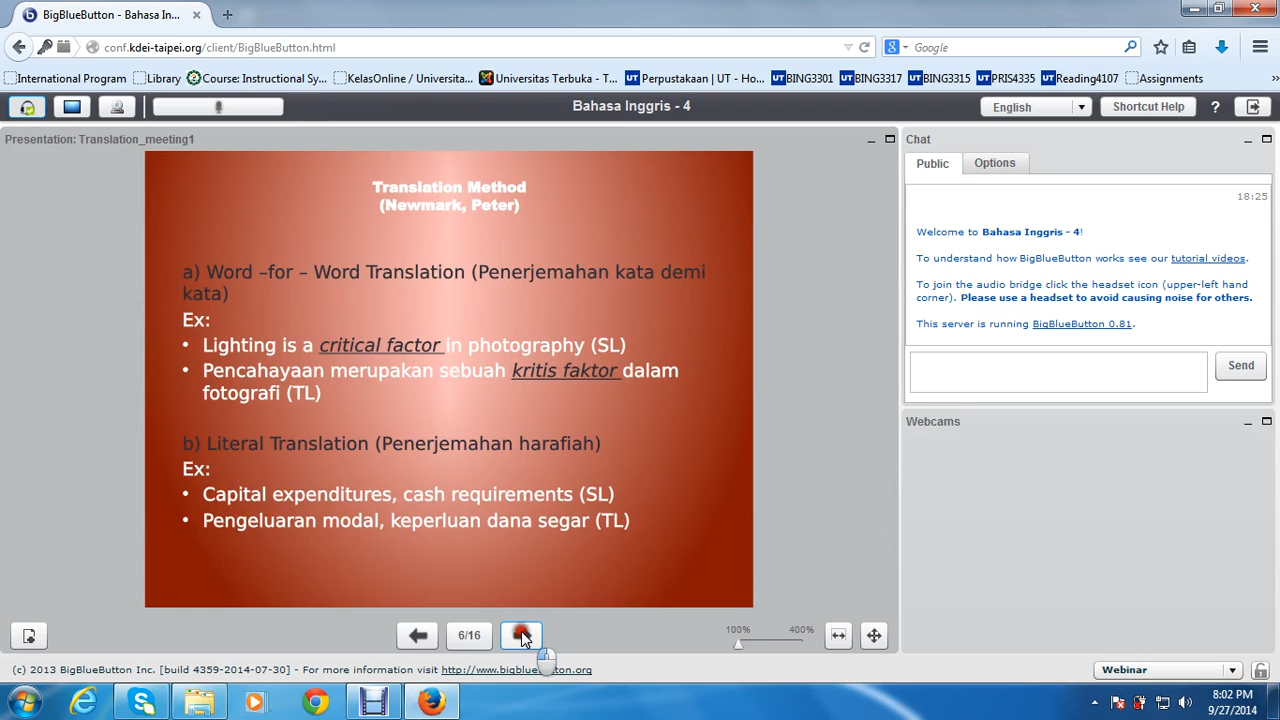 BigBlueButton - Bahasa In...
conf.kdei-taipei.org/client/BigBlueButton.html
Google
International Program
Library
Course: Instructional Sy...
KelasOnline / Universita...
Universitas Terbuka - T...
Perpustakaan | UT - Ho...
BING3301
BING3317
BING3315
PRIS4335
Reading4107
Assignments
Bahasa Inggris - 4
English
Shortcut Help
?
Presentation: Translation_meeting1
Translation Method
(Newmark, Peter)
a) Word –for – Word Translation (Penerjemahan kata demi
kata)
Ex:
• Lighting is a critical factor in photography (SL)
• Pencahayaan merupakan sebuah kritis faktor dalam
fotografi (TL)
b) Literal Translation (Penerjemahan harafiah)
Ex:
• Capital expenditures, cash requirements (SL)
• Pengeluaran modal, keperluan dana segar (TL)
6/16
100%
400%
Chat
Public
Options
18:25
Welcome to Bahasa Inggris - 4!
To understand how BigBlueButton works see our tutorial videos.
To join the audio bridge click the headset icon (upper-left hand
corner). Please use a headset to avoid causing noise for others.
This server is running BigBlueButton 0.81.
Send
Webcams
(c) 2013 BigBlueButton Inc. [build 4359-2014-07-30] - For more information visit http://www.bigbluebutton.org
Webinar
8:02 PM
9/27/2014